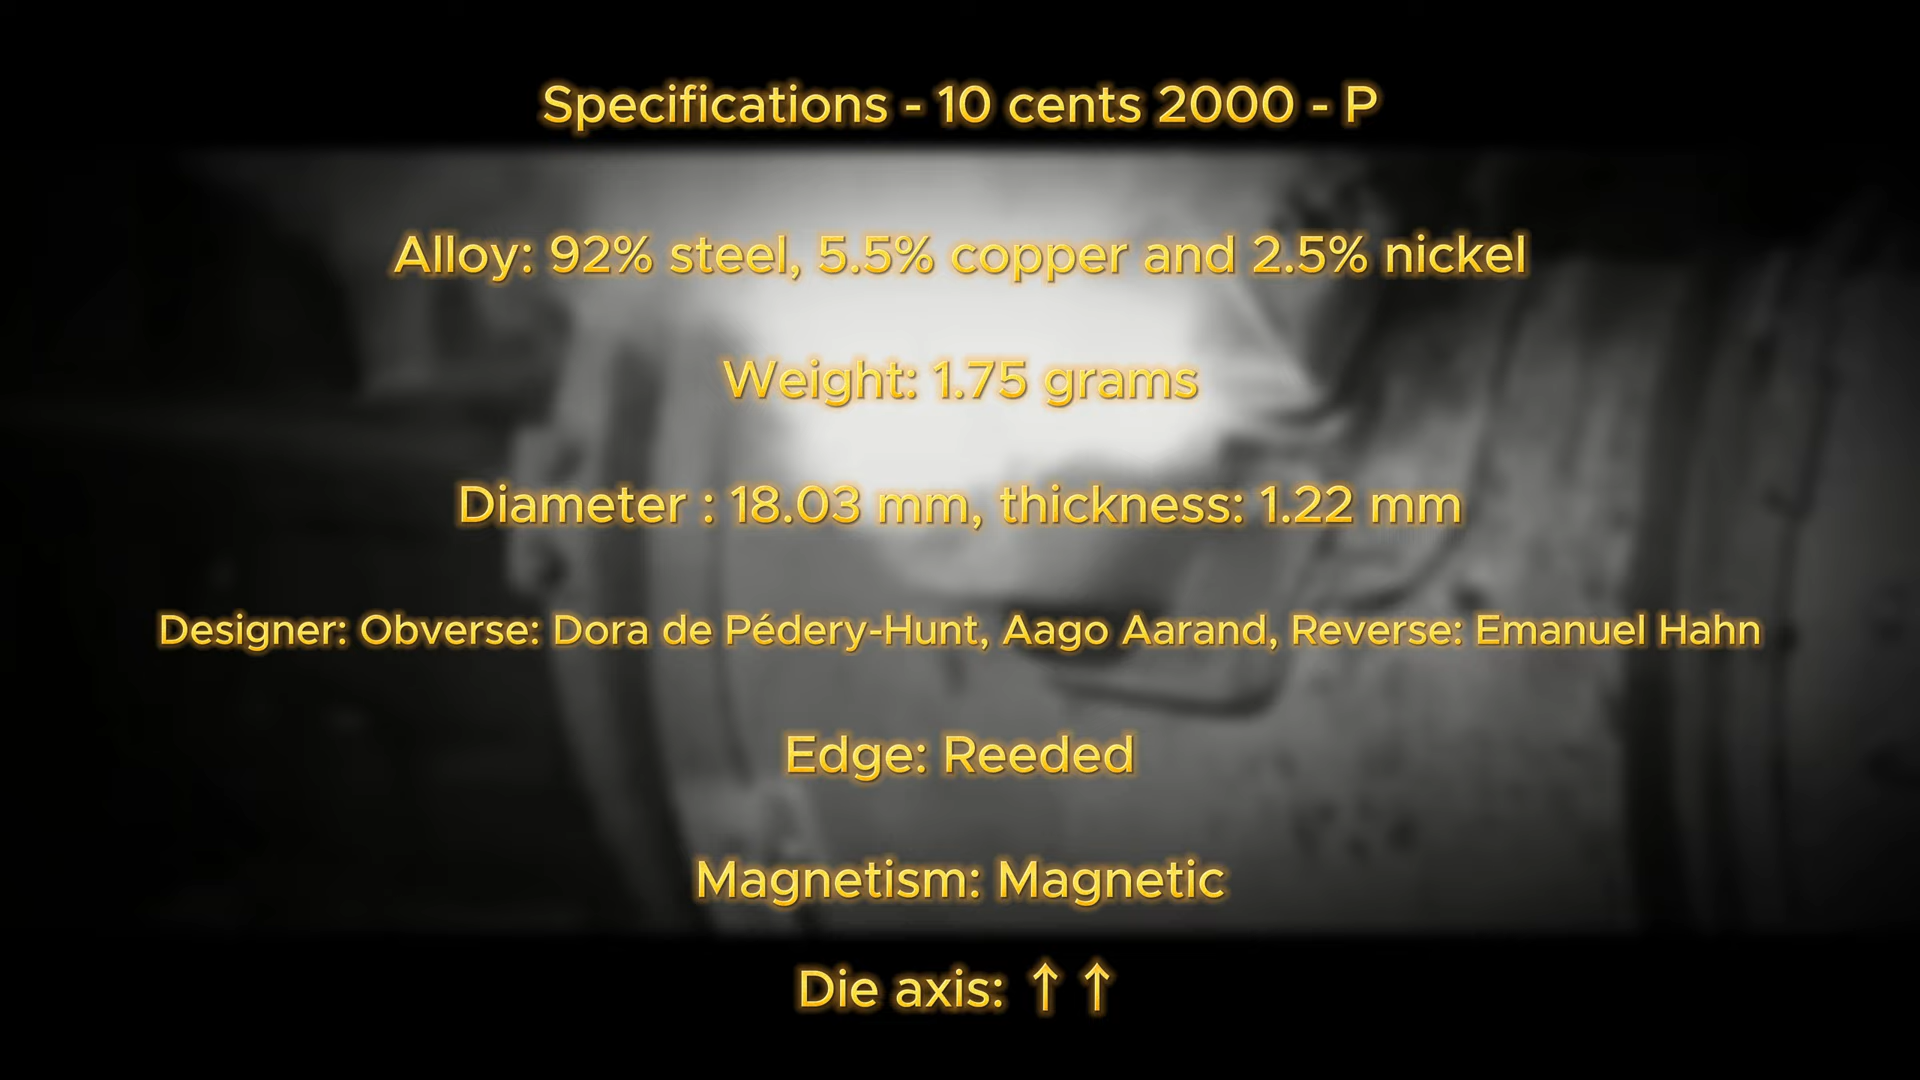 Specifications - 10 cents 2000 - P
Alloy: 92% steel, 5.5% copper and 2.5% nickel
Weight: 1.75 grams
Diameter : 18.03 mm, thickness: 1.22 mm
Designer: Obverse: Dora de Pédery-Hunt, Aago Aarand, Reverse: Emanuel Hahn
Edge: Reeded
Magnetism: Magnetic
Die axis: ↑ ↑